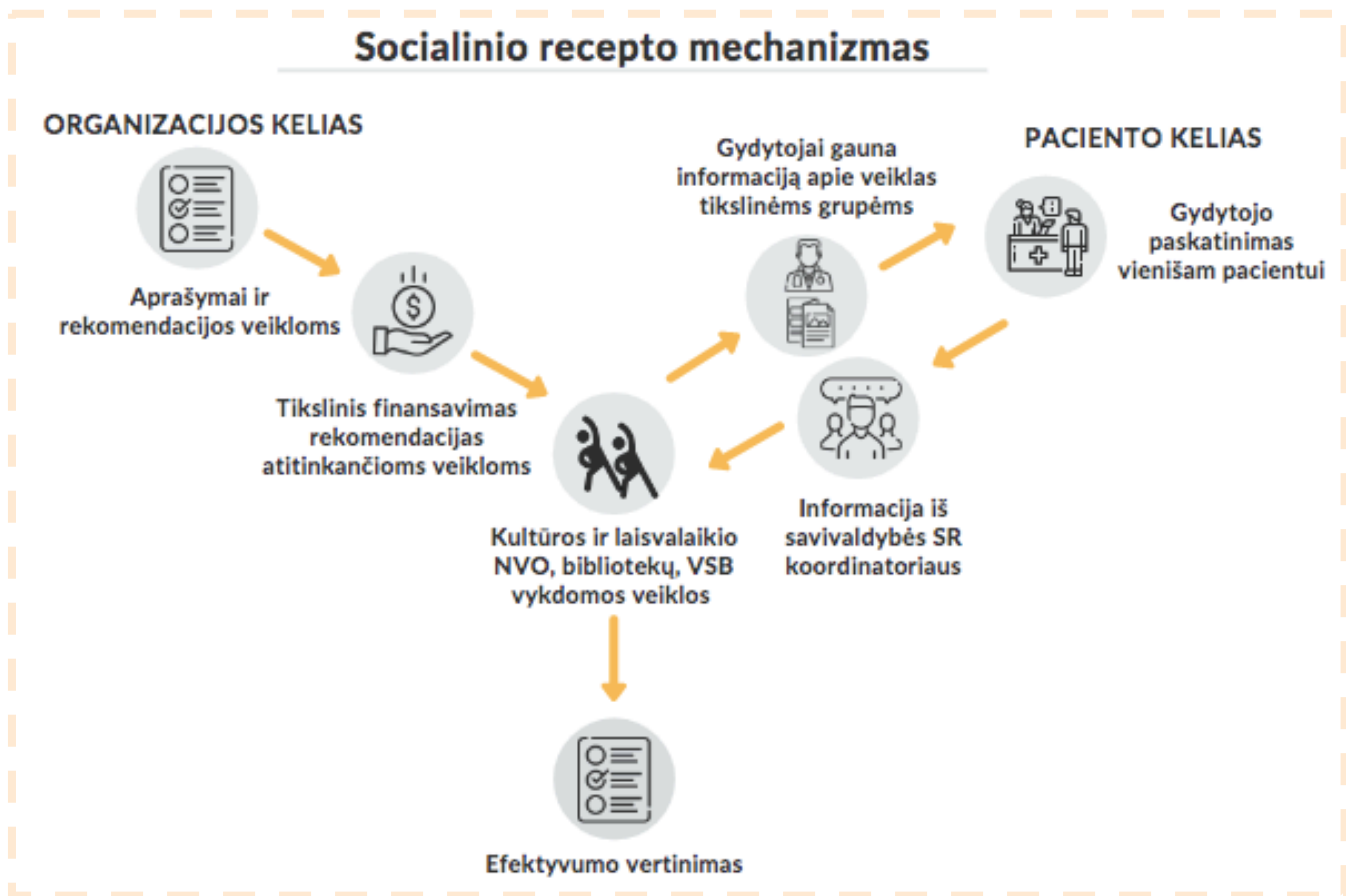 Socialinio recepto mechanizmas
ORGANIZACIJOS KELIAS
Aprašymai ir
rekomendacijos veikloms
Tikslinis finansavimas
rekomendacijas
atitinkančioms veikloms
Kultūros ir laisvalaikio
NVO, bibliotekų, VSB
vykdomos veiklos
Gydytojai gauna
informaciją apie veiklas
tikslinėms grupėms
PACIENTO KELIAS
Gydytojo
paskatinimas
vienišam pacientui
Informacija iš
savivaldybės SR
koordinatoriaus
Efektyvumo vertinimas